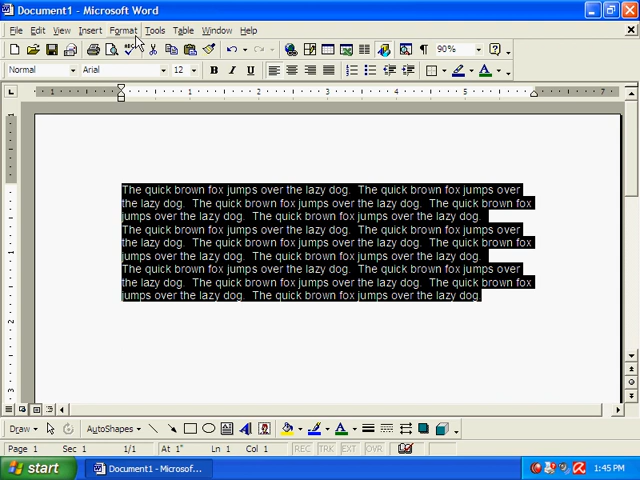 Document1 - Microsoft Word
File Edit View Insert Format Tools Table Window Help
90%
Normal Arial 12 B I U
1 1 2 3 4 5 6 7
The quick brown fox jumps over the lazy dog.  The quick brown fox jumps over
the lazy dog.  The quick brown fox jumps over the lazy dog.  The quick brown fox
jumps over the lazy dog.  The quick brown fox jumps over the lazy dog.
The quick brown fox jumps over the lazy dog.  The quick brown fox jumps over
the lazy dog.  The quick brown fox jumps over the lazy dog.  The quick brown fox
jumps over the lazy dog.  The quick brown fox jumps over the lazy dog.
The quick brown fox jumps over the lazy dog.  The quick brown fox jumps over
the lazy dog.  The quick brown fox jumps over the lazy dog.  The quick brown fox
jumps over the lazy dog.  The quick brown fox jumps over the lazy dog.
Draw AutoShapes
Page 1 Sec 1 1/1 At 1" Ln 1 Col 1 REC TRK EXT OVR
start Document1 - Microsof... 1:45 PM